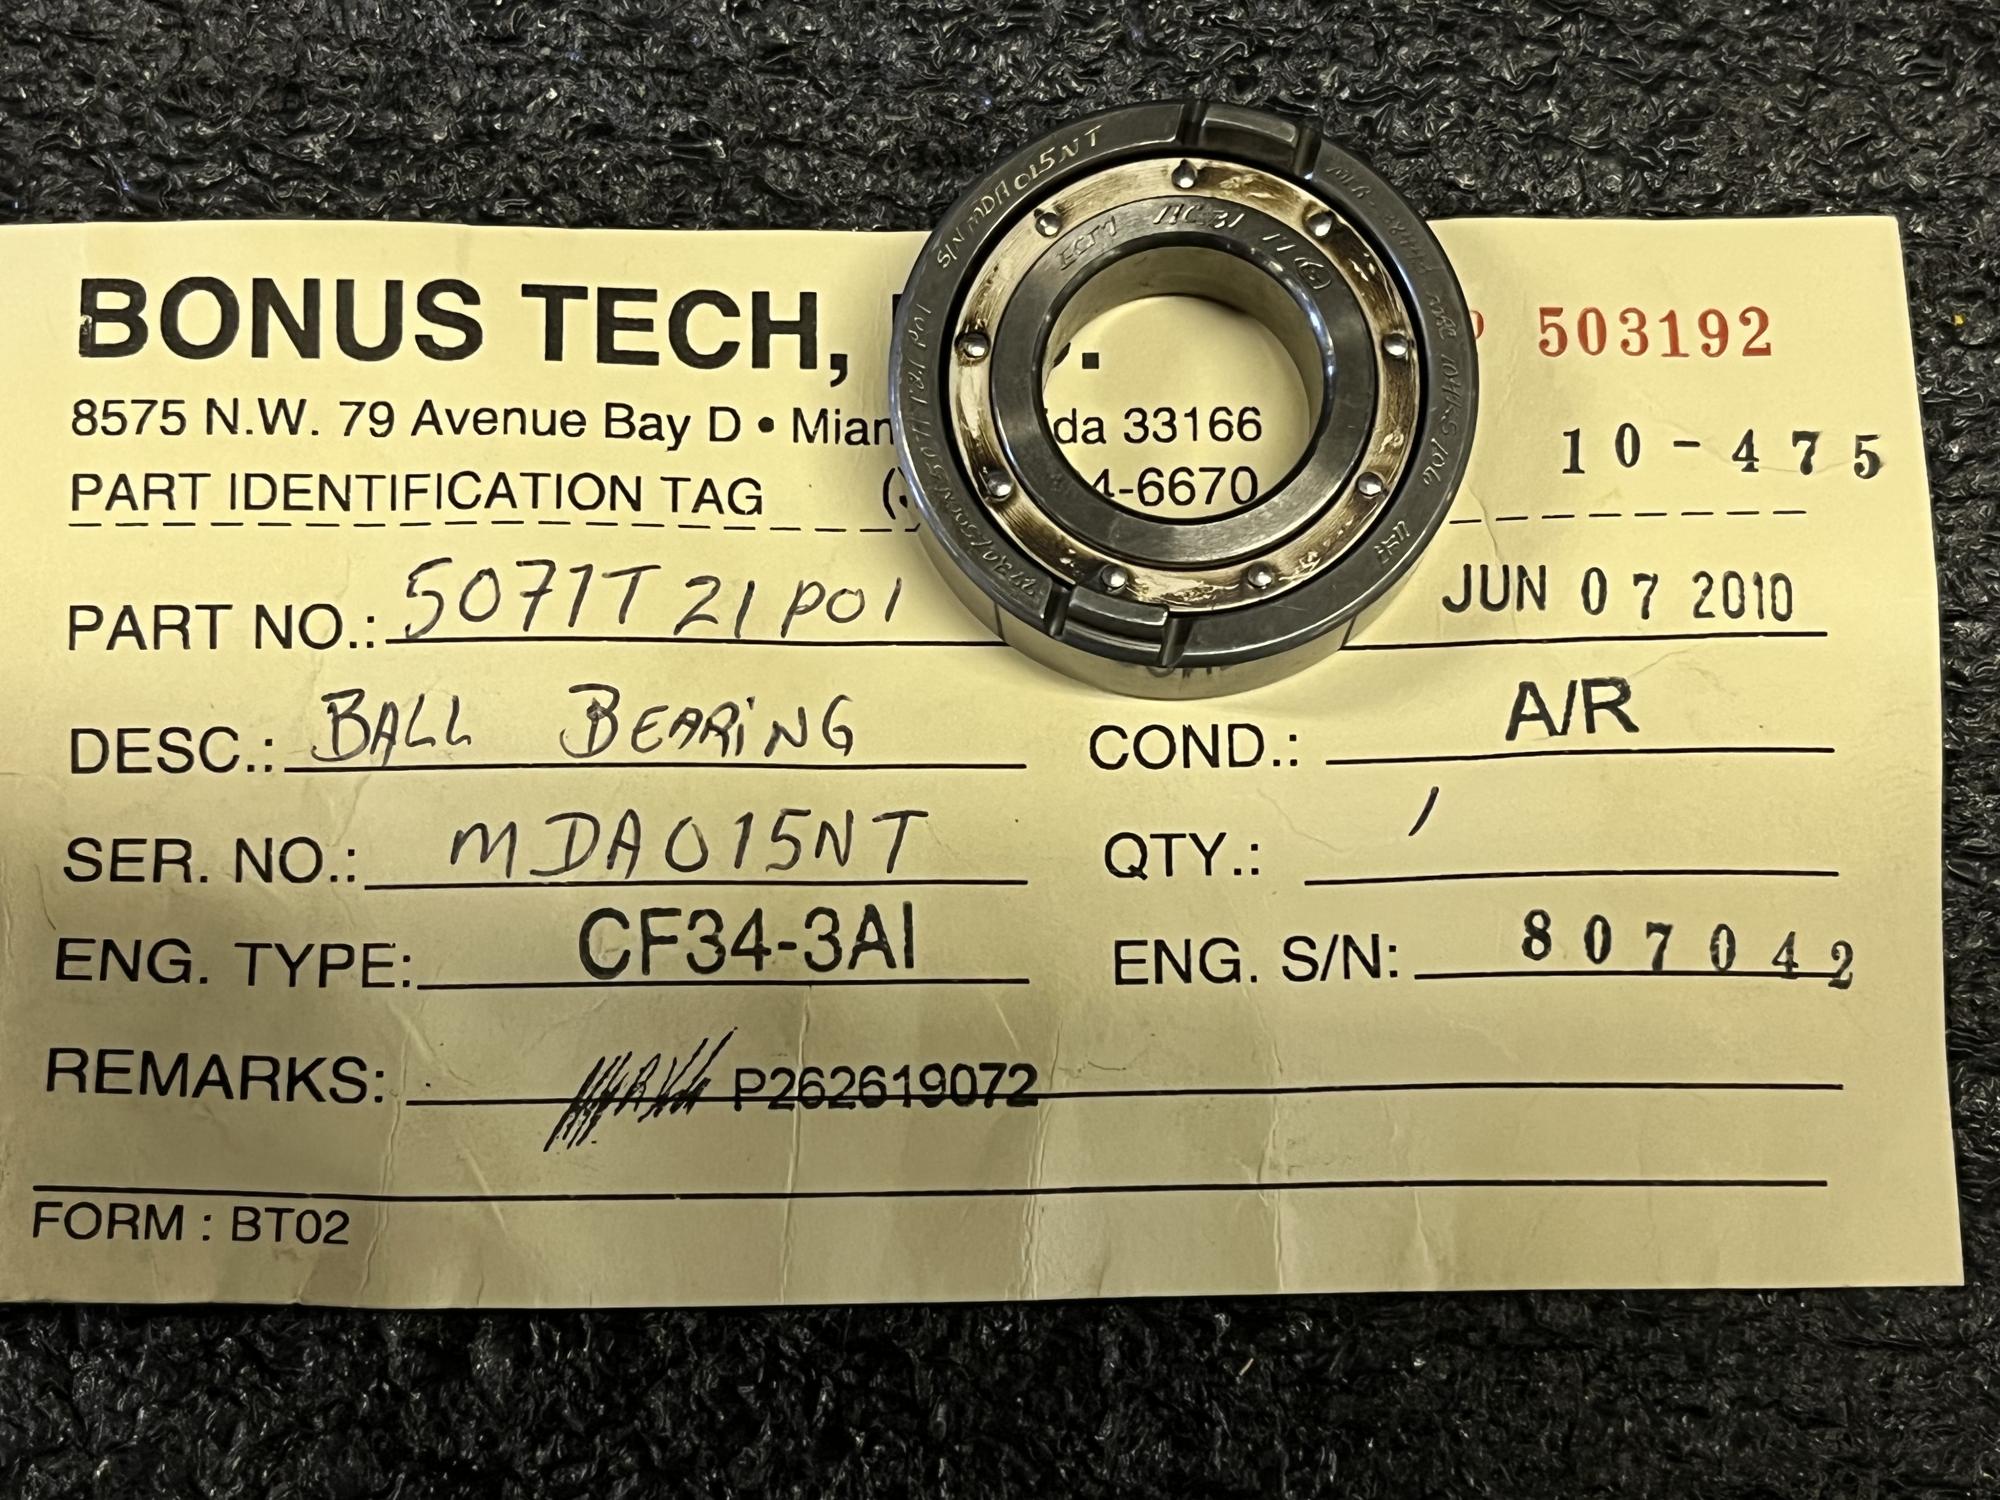 BONUS TECH,
503192
8575 N.W. 79 Avenue Bay D • 33166
10-475
PART IDENTIFICATION TAG 4-6670
JUN 07 2010
PART NO.: 5071T21P01
DESC.: BALL BEARING
COND.: A/R
SER. NO.: MDA015NT
QTY.: 1
ENG. TYPE: CF34-3A1
ENG. S/N: 807042
REMARKS: P262619072
FORM : BT02
S/N MDA015NT